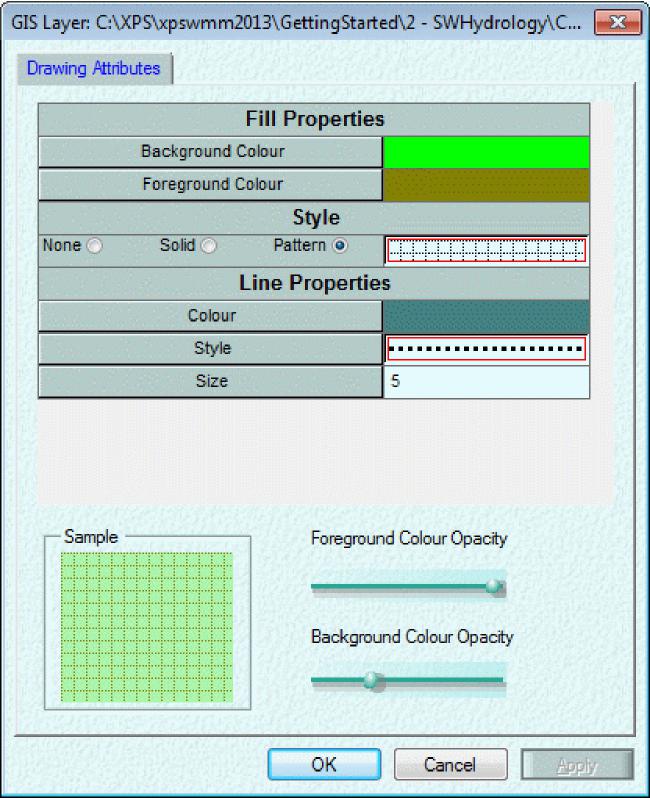 GIS Layer: C:\XPS\xpswmm2013\GettingStarted\2 - SWHydrology\C...
Drawing Attributes
Fill Properties
Background Colour
Foreground Colour
Style
None Solid Pattern
Line Properties
Colour
Style
Size 5
Sample
Foreground Colour Opacity
Background Colour Opacity
OK Cancel Apply